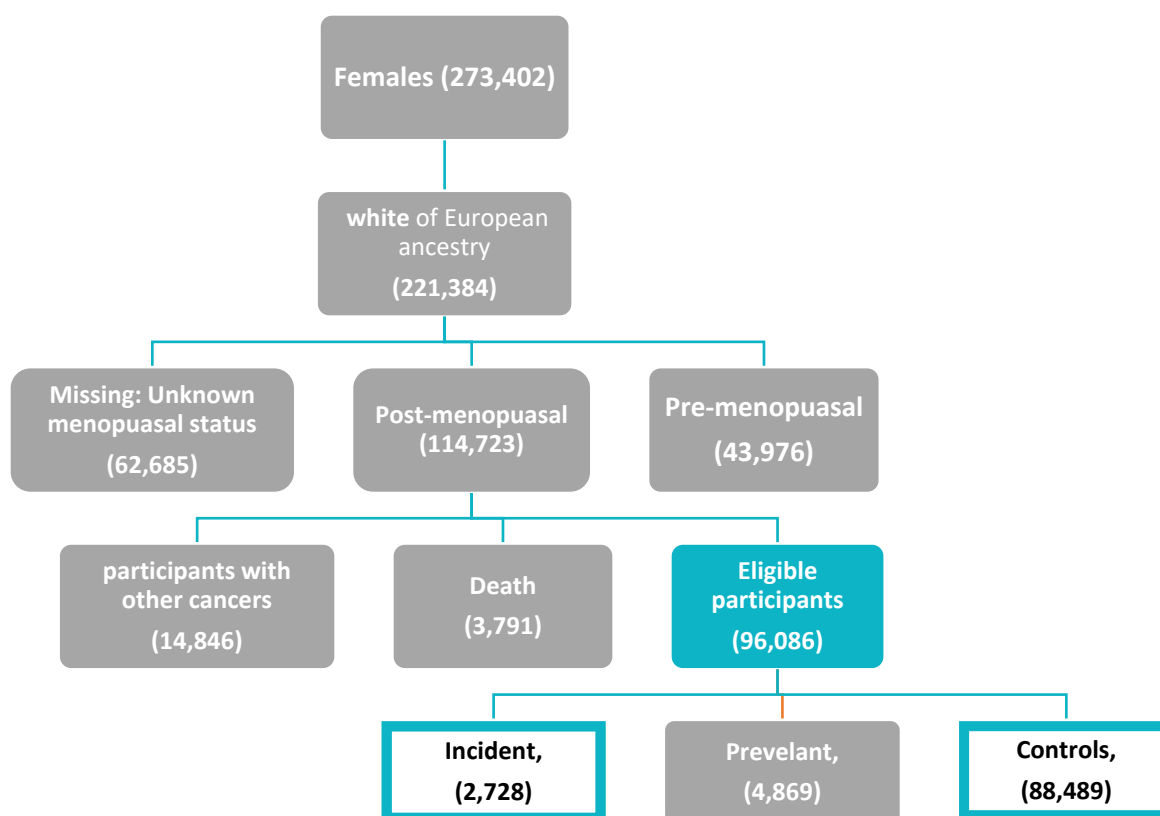 Females (273,402)
white of European
ancestry
(221,384)
Missing: Unknown
menopuasal status
(62,685)
Post-menopuasal
(114,723)
Pre-menopuasal
(43,976)
participants with
other cancers
(14,846)
Death
(3,791)
Eligible
participants
(96,086)
Incident,
(2,728)
Prevelant,
(4,869)
Controls,
(88,489)